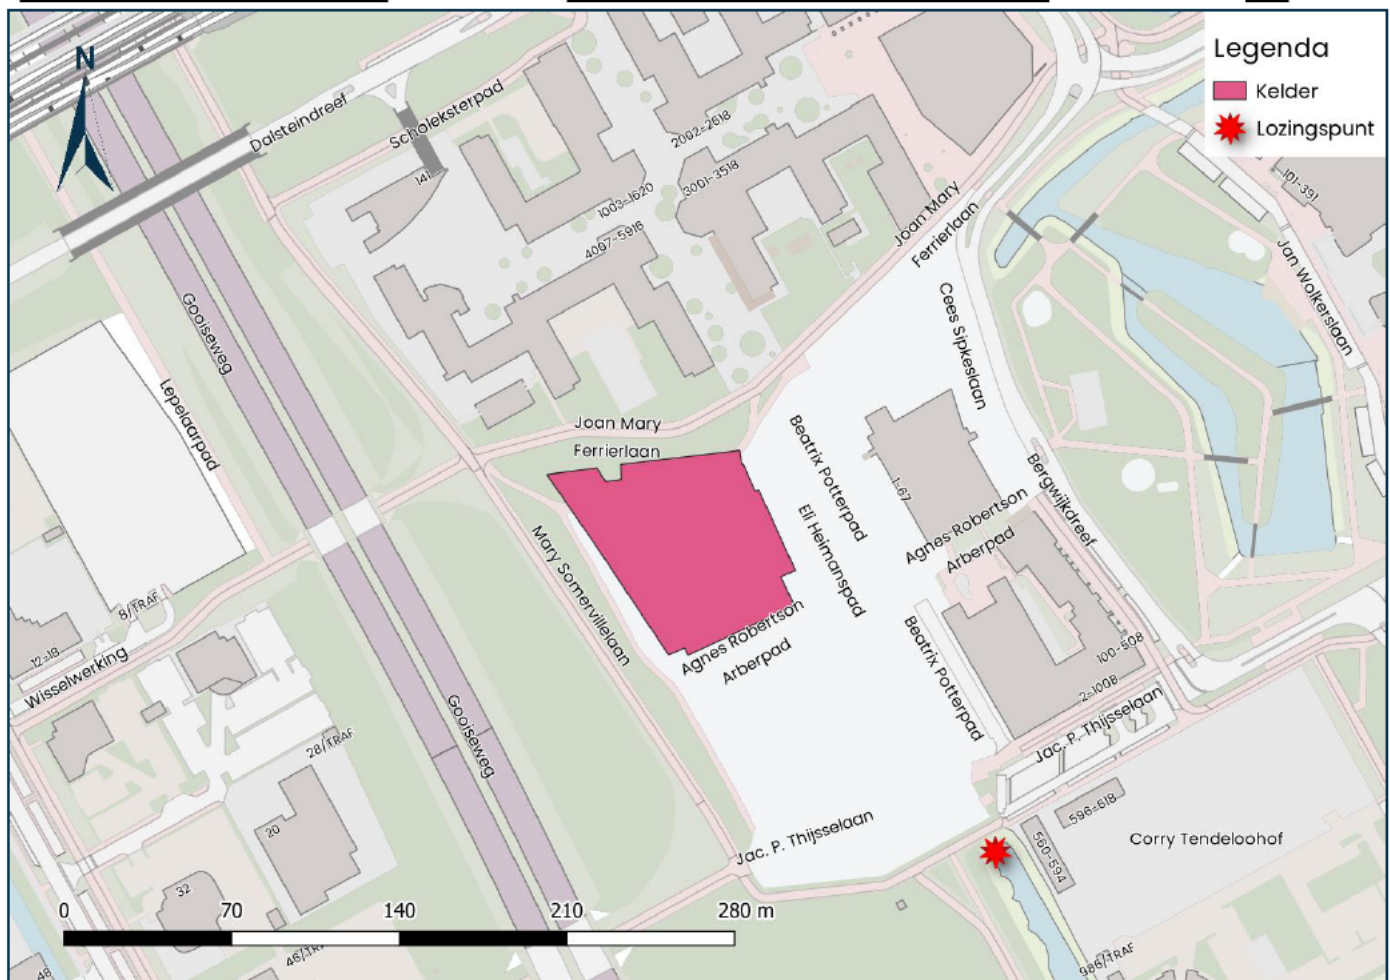 N
Legenda
Kelder
Lozingspunt
Dalsteindreef
Scholeksterpad
2002-2618
141
1003-1620
3001-3518
4007-5916
101-391
Joan Mary
Ferrierlaan
Jan Wolkerslaan
Gooiseweg
Cees Sipkeslaan
Lepelaarpad
Joan Mary
Ferrierlaan
Beatrix Potterpad
Eli Heimanspad
1-67
Bergwijkdreef
Agnes Robertson
Arberpad
Mary Somervillelaan
8/TRAF
Agnes Robertson
Arberpad
Beatrix Potterpad
100-508
12-18
Wisselwerking
2-1008
Gooiseweg
Jac. P. Thijsselaan
28/TRAF
596-618
20
Jac. P. Thijsselaan
560-594
Corry Tendeloohof
32
0 70 140 210 280 m
48
986/TRAF